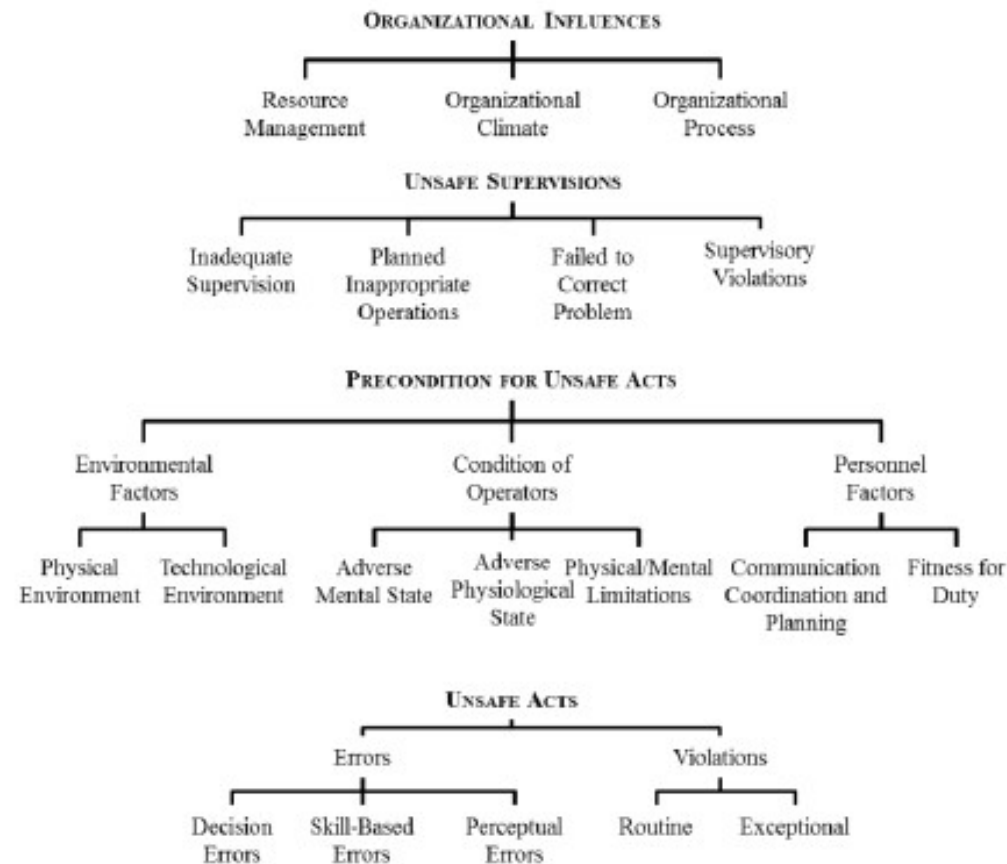 ORGANIZATIONAL INFLUENCES
Resource Management
Organizational Climate
Organizational Process
UNSAFE SUPERVISIONS
Inadequate Supervision
Planned Inappropriate Operations
Failed to Correct Problem
Supervisory Violations
PRECONDITION FOR UNSAFE ACTS
Environmental Factors
Condition of Operators
Personnel Factors
Physical Environment
Technological Environment
Adverse Mental State
Adverse Physiological State
Physical/Mental Limitations
Communication Coordination and Planning
Fitness for Duty
UNSAFE ACTS
Errors
Violations
Decision Errors
Skill-Based Errors
Perceptual Errors
Routine
Exceptional